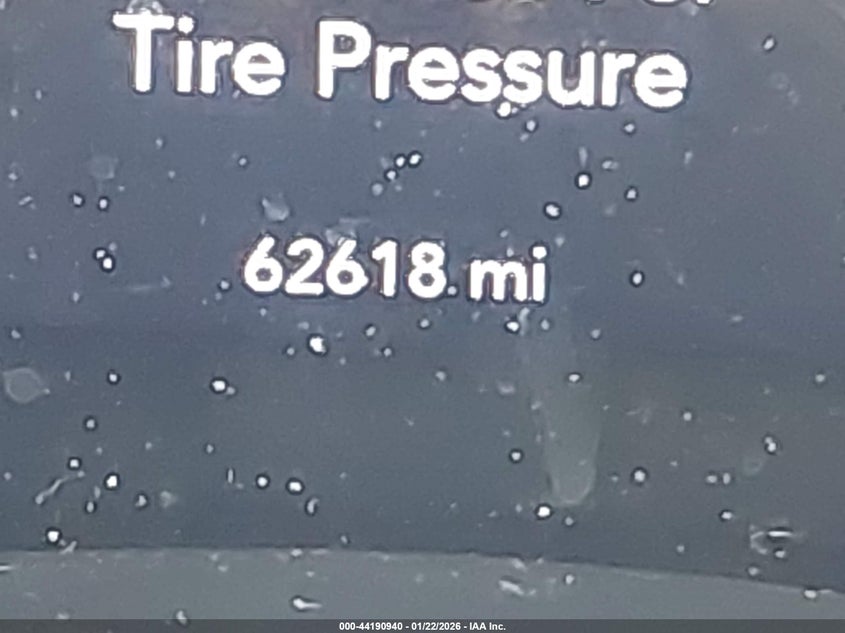 Tire Pressure
62618 mi
000-44190940 - 01/22/2026 - IAA Inc.